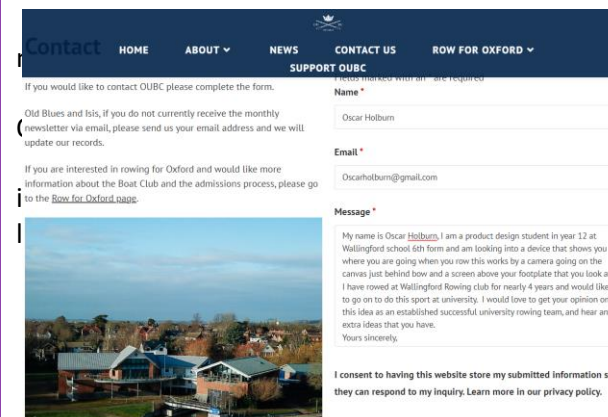 Contact
HOME ABOUT NEWS CONTACT US ROW FOR OXFORD
SUPPORT OUBC
If you would like to contact OUBC please complete the form.
Old Blues and Isis, if you do not currently receive the monthly
newsletter via email, please send us your email address and we will
update our records.
If you are interested in rowing for Oxford and would like more
information about the Boat Club and the admissions process, please go
to the Row for Oxford page.
Fields marked with an * are required
Name *
Oscar Holburn
Email *
Oscarholburn@gmail.com
Message *
My name is Oscar Holburn, I am a product design student in year 12 at
Wallingford school 6th form and am looking into a device that shows you
where you are going when you row this works by a camera going on the
canvas just behind bow and a screen above your footplate that you look a
I have rowed at Wallingford Rowing club for nearly 4 years and would like
to go on to do this sport at university. I would love to get your opinion on
this idea as an established successful university rowing team, and hear an
extra ideas that you have.
Yours sincerely,
I consent to having this website store my submitted information s
they can respond to my inquiry. Learn more in our privacy policy.